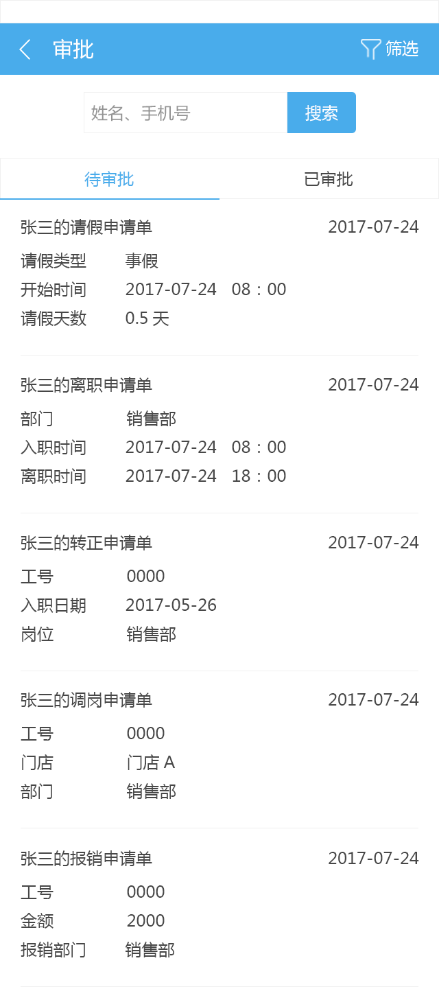 审批 筛选
姓名、手机号 搜索
待审批 已审批
张三的请假申请单 2017-07-24
请假类型 事假
开始时间 2017-07-24 08：00
请假天数 0.5 天
张三的离职申请单 2017-07-24
部门 销售部
入职时间 2017-07-24 08：00
离职时间 2017-07-24 18：00
张三的转正申请单 2017-07-24
工号 0000
入职日期 2017-05-26
岗位 销售部
张三的调岗申请单 2017-07-24
工号 0000
门店 门店 A
部门 销售部
张三的报销申请单 2017-07-24
工号 0000
金额 2000
报销部门 销售部